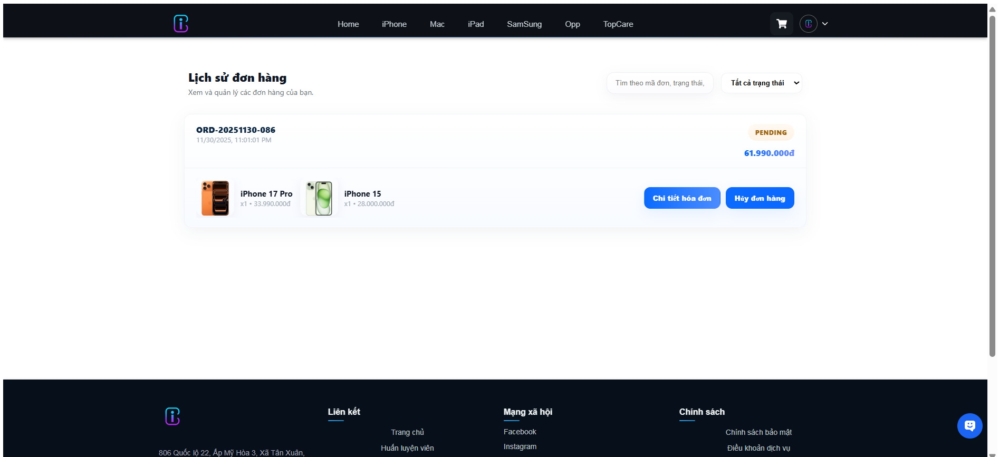 Home iPhone Mac iPad SamSung Opp TopCare
Lịch sử đơn hàng
Xem và quản lý các đơn hàng của bạn.
Tìm theo mã đơn, trạng thái,
Tất cả trạng thái
ORD-20251130-086
11/30/2025, 11:01:01 PM
PENDING
61.990.000đ
iPhone 17 Pro
x1 • 33.990.000đ
iPhone 15
x1 • 28.000.000đ
Chi tiết hóa đơn
Hủy đơn hàng
Liên kết
Trang chủ
Huấn luyện viên
Mạng xã hội
Facebook
Instagram
Chính sách
Chính sách bảo mật
Điều khoản dịch vụ
806 Quốc lộ 22, Ấp Mỹ Hòa 3, Xã Tân Xuân,